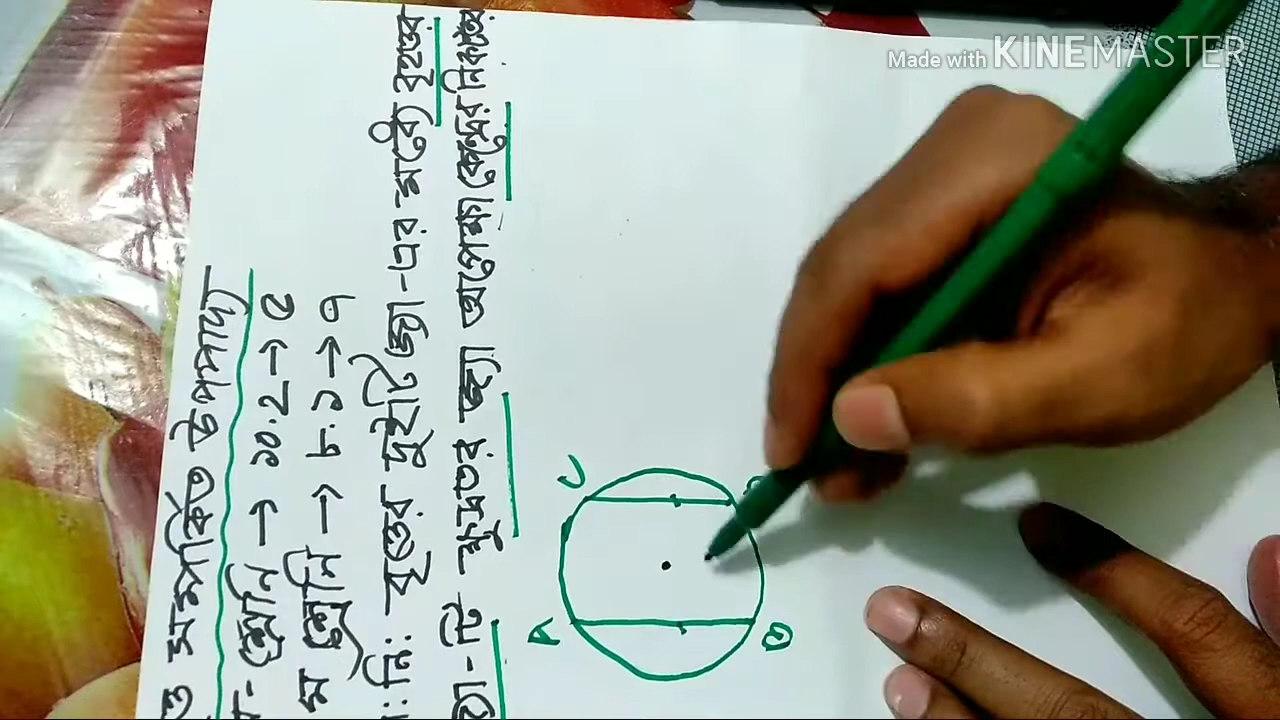 Made with KINEMASTER
সম্পর্কিত উপপাদ্য
শ্রেনি → ১০.২ → ৫
ম শ্রেনি → ৮.১ → ৭
: নি: বৃত্তের দুইটি জ্যা-এর মধ্যে বৃহত্তর
জ্যা-টি ক্ষুদ্রতর জ্যা অপেক্ষা কেন্দ্রের নিকটতর
C
A
B